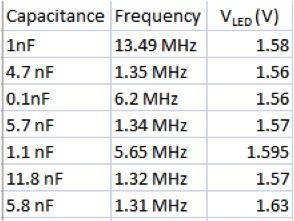 Capacitance Frequency V_LED (V)
1nF 13.49 MHz 1.58
4.7 nF 1.35 MHz 1.56
0.1nF 6.2 MHz 1.56
5.7 nF 1.34 MHz 1.57
1.1 nF 5.65 MHz 1.595
11.8 nF 1.32 MHz 1.57
5.8 nF 1.31 MHz 1.63